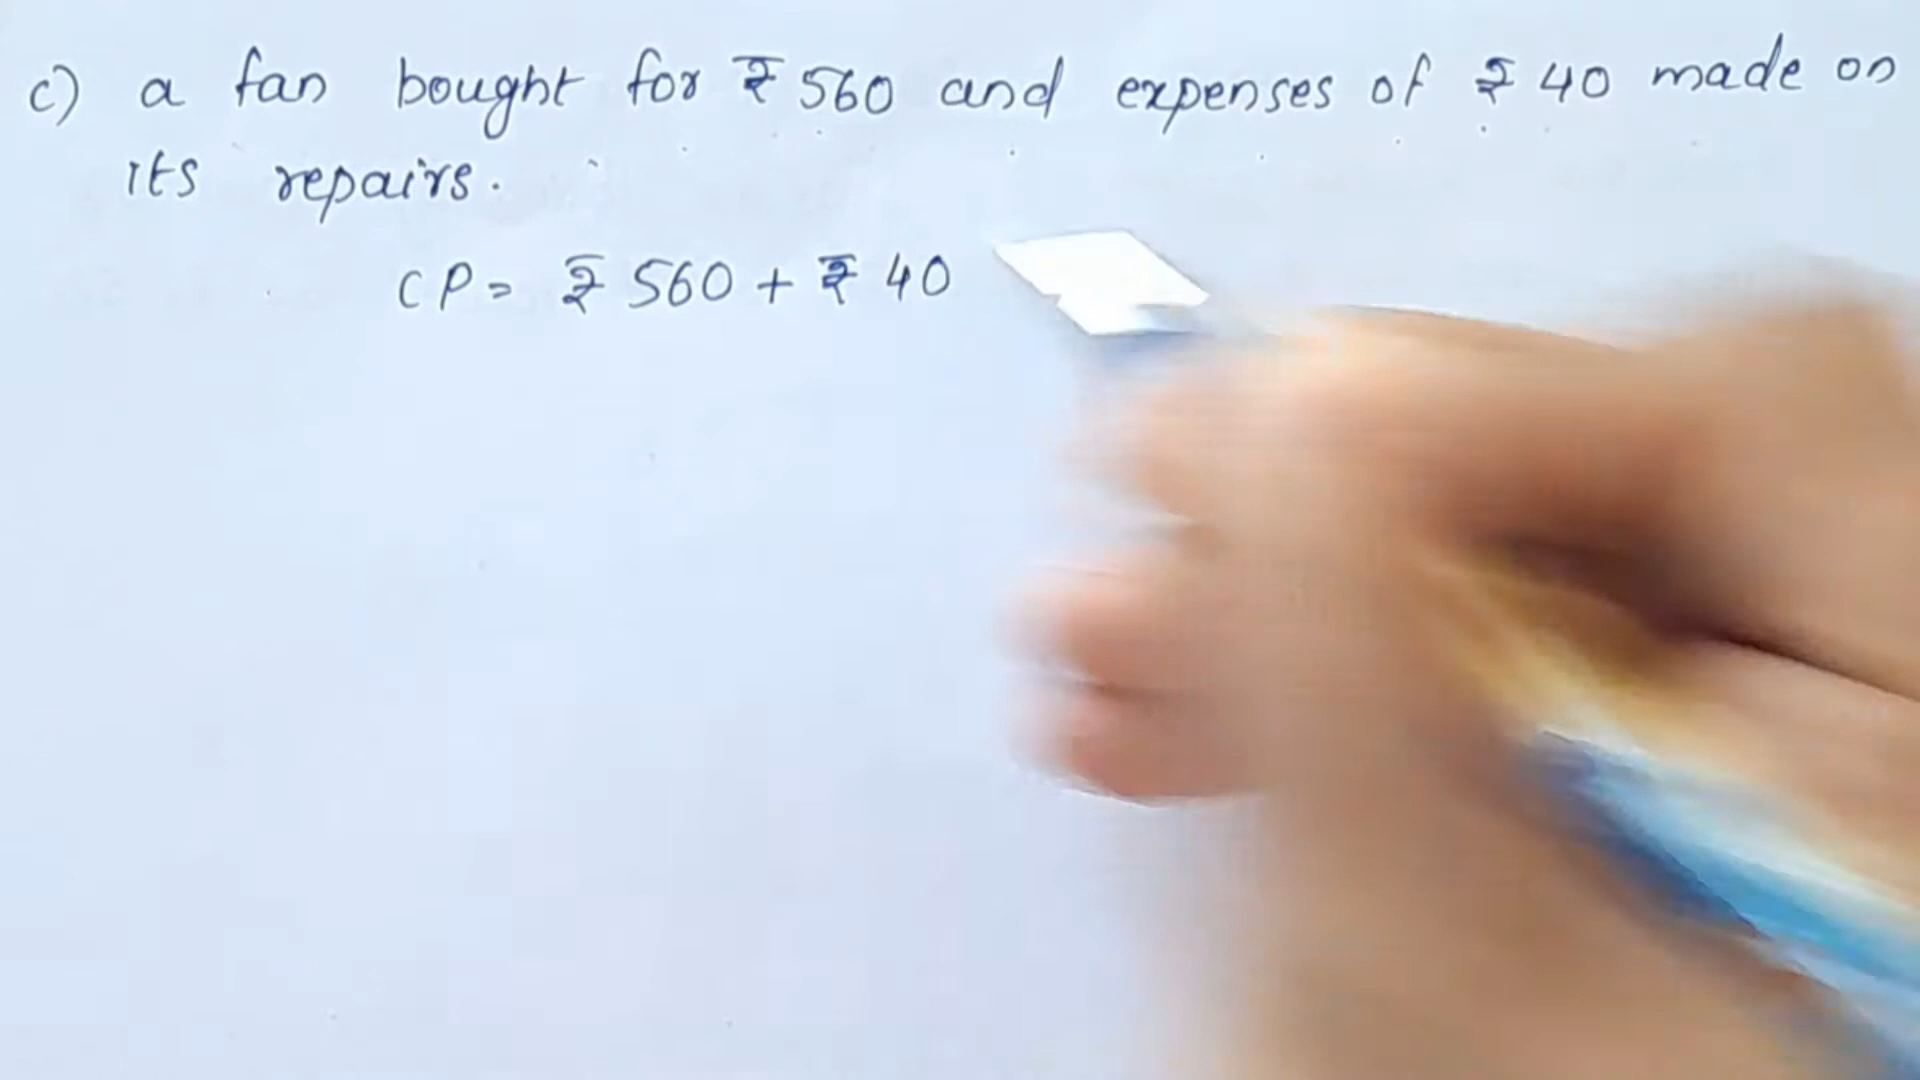 c) a fan bought for ₹ 560 and expenses of ₹ 40 made on
its repairs.
CP = ₹ 560 + ₹ 40